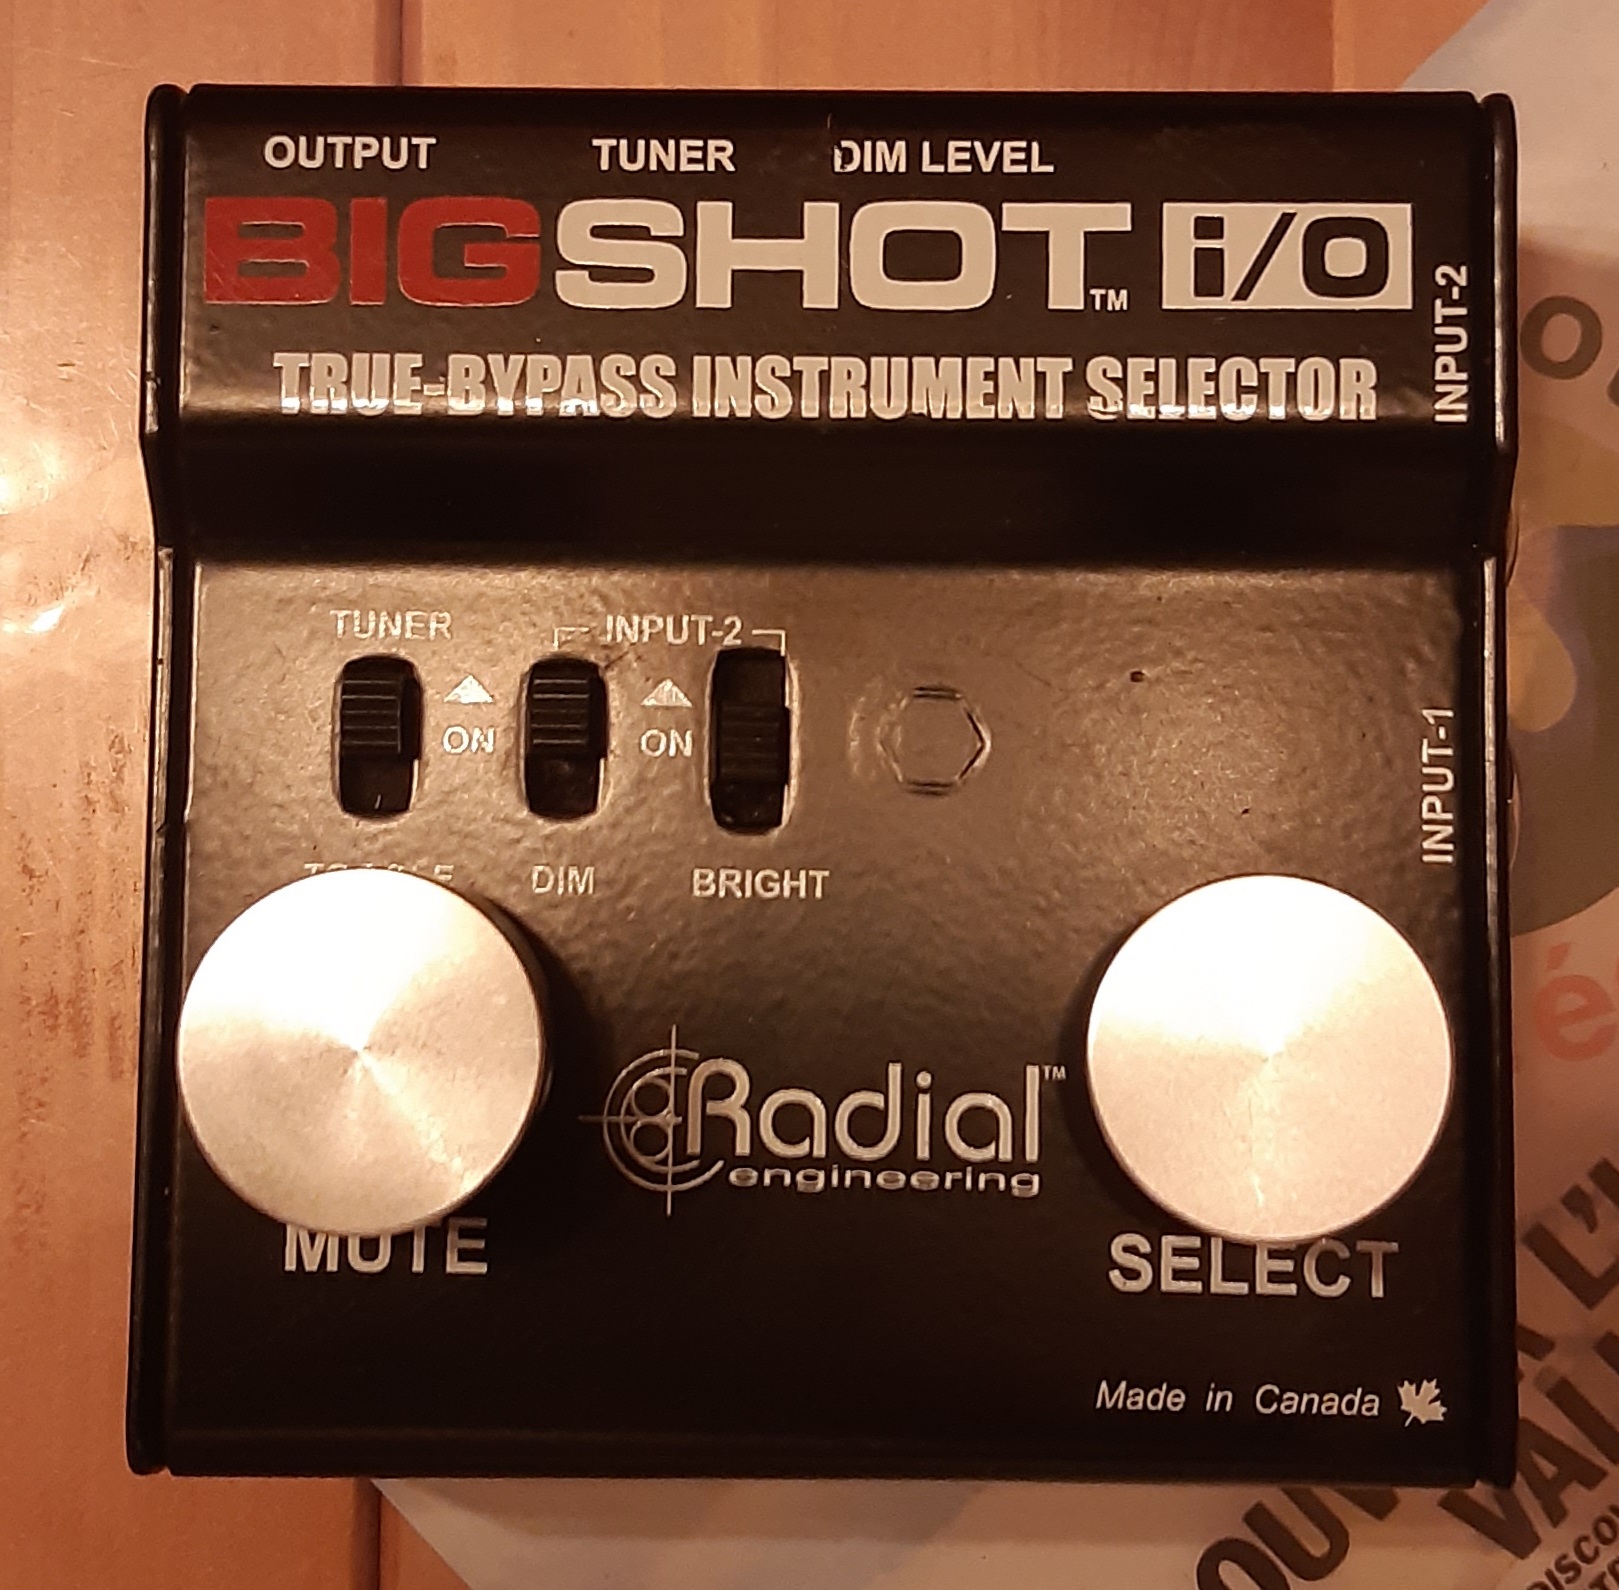 OUTPUT TUNER DIM LEVEL
BIGSHOT™ i/O
TRUE-BYPASS INSTRUMENT SELECTOR
INPUT-2
TUNER INPUT-2
ON ON
INPUT-1
DIM BRIGHT
Radial™
engineering
MUTE SELECT
Made in Canada